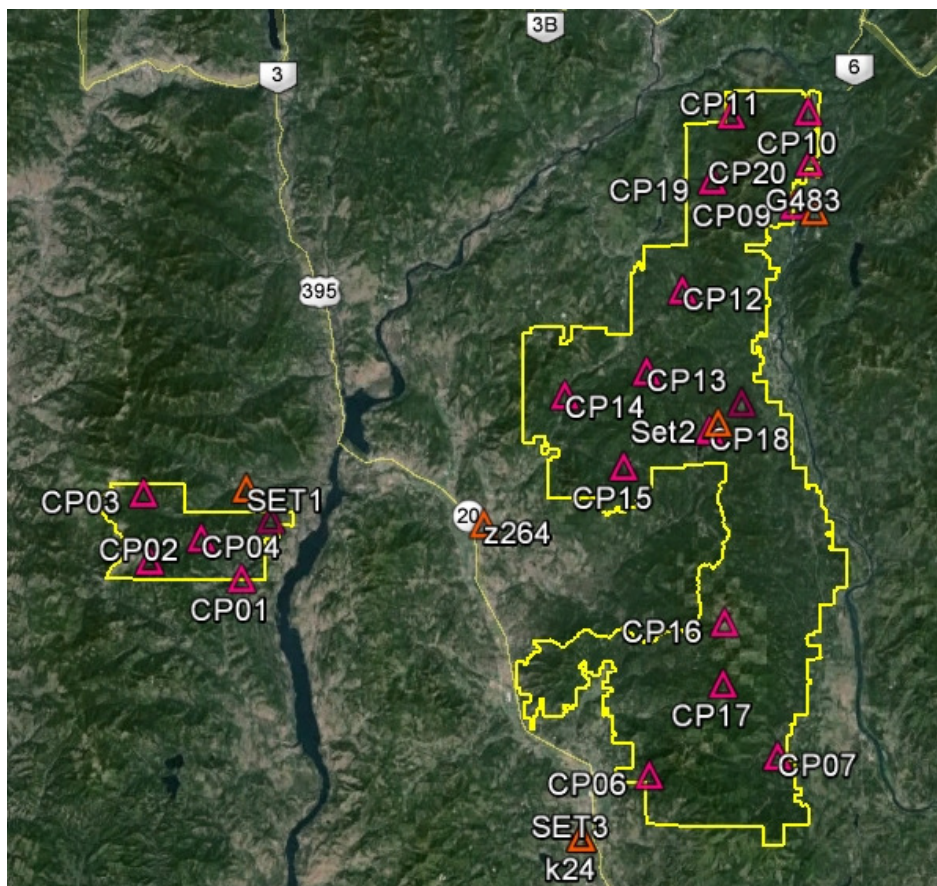 3B
3
6
CP11
CP10
CP20
CP19
G483
CP09
395
CP12
CP13
CP14
Set2
CP18
CP15
CP03
SET1
20
z264
CP04
CP02
CP01
CP16
CP17
CP07
CP06
SET3
k24